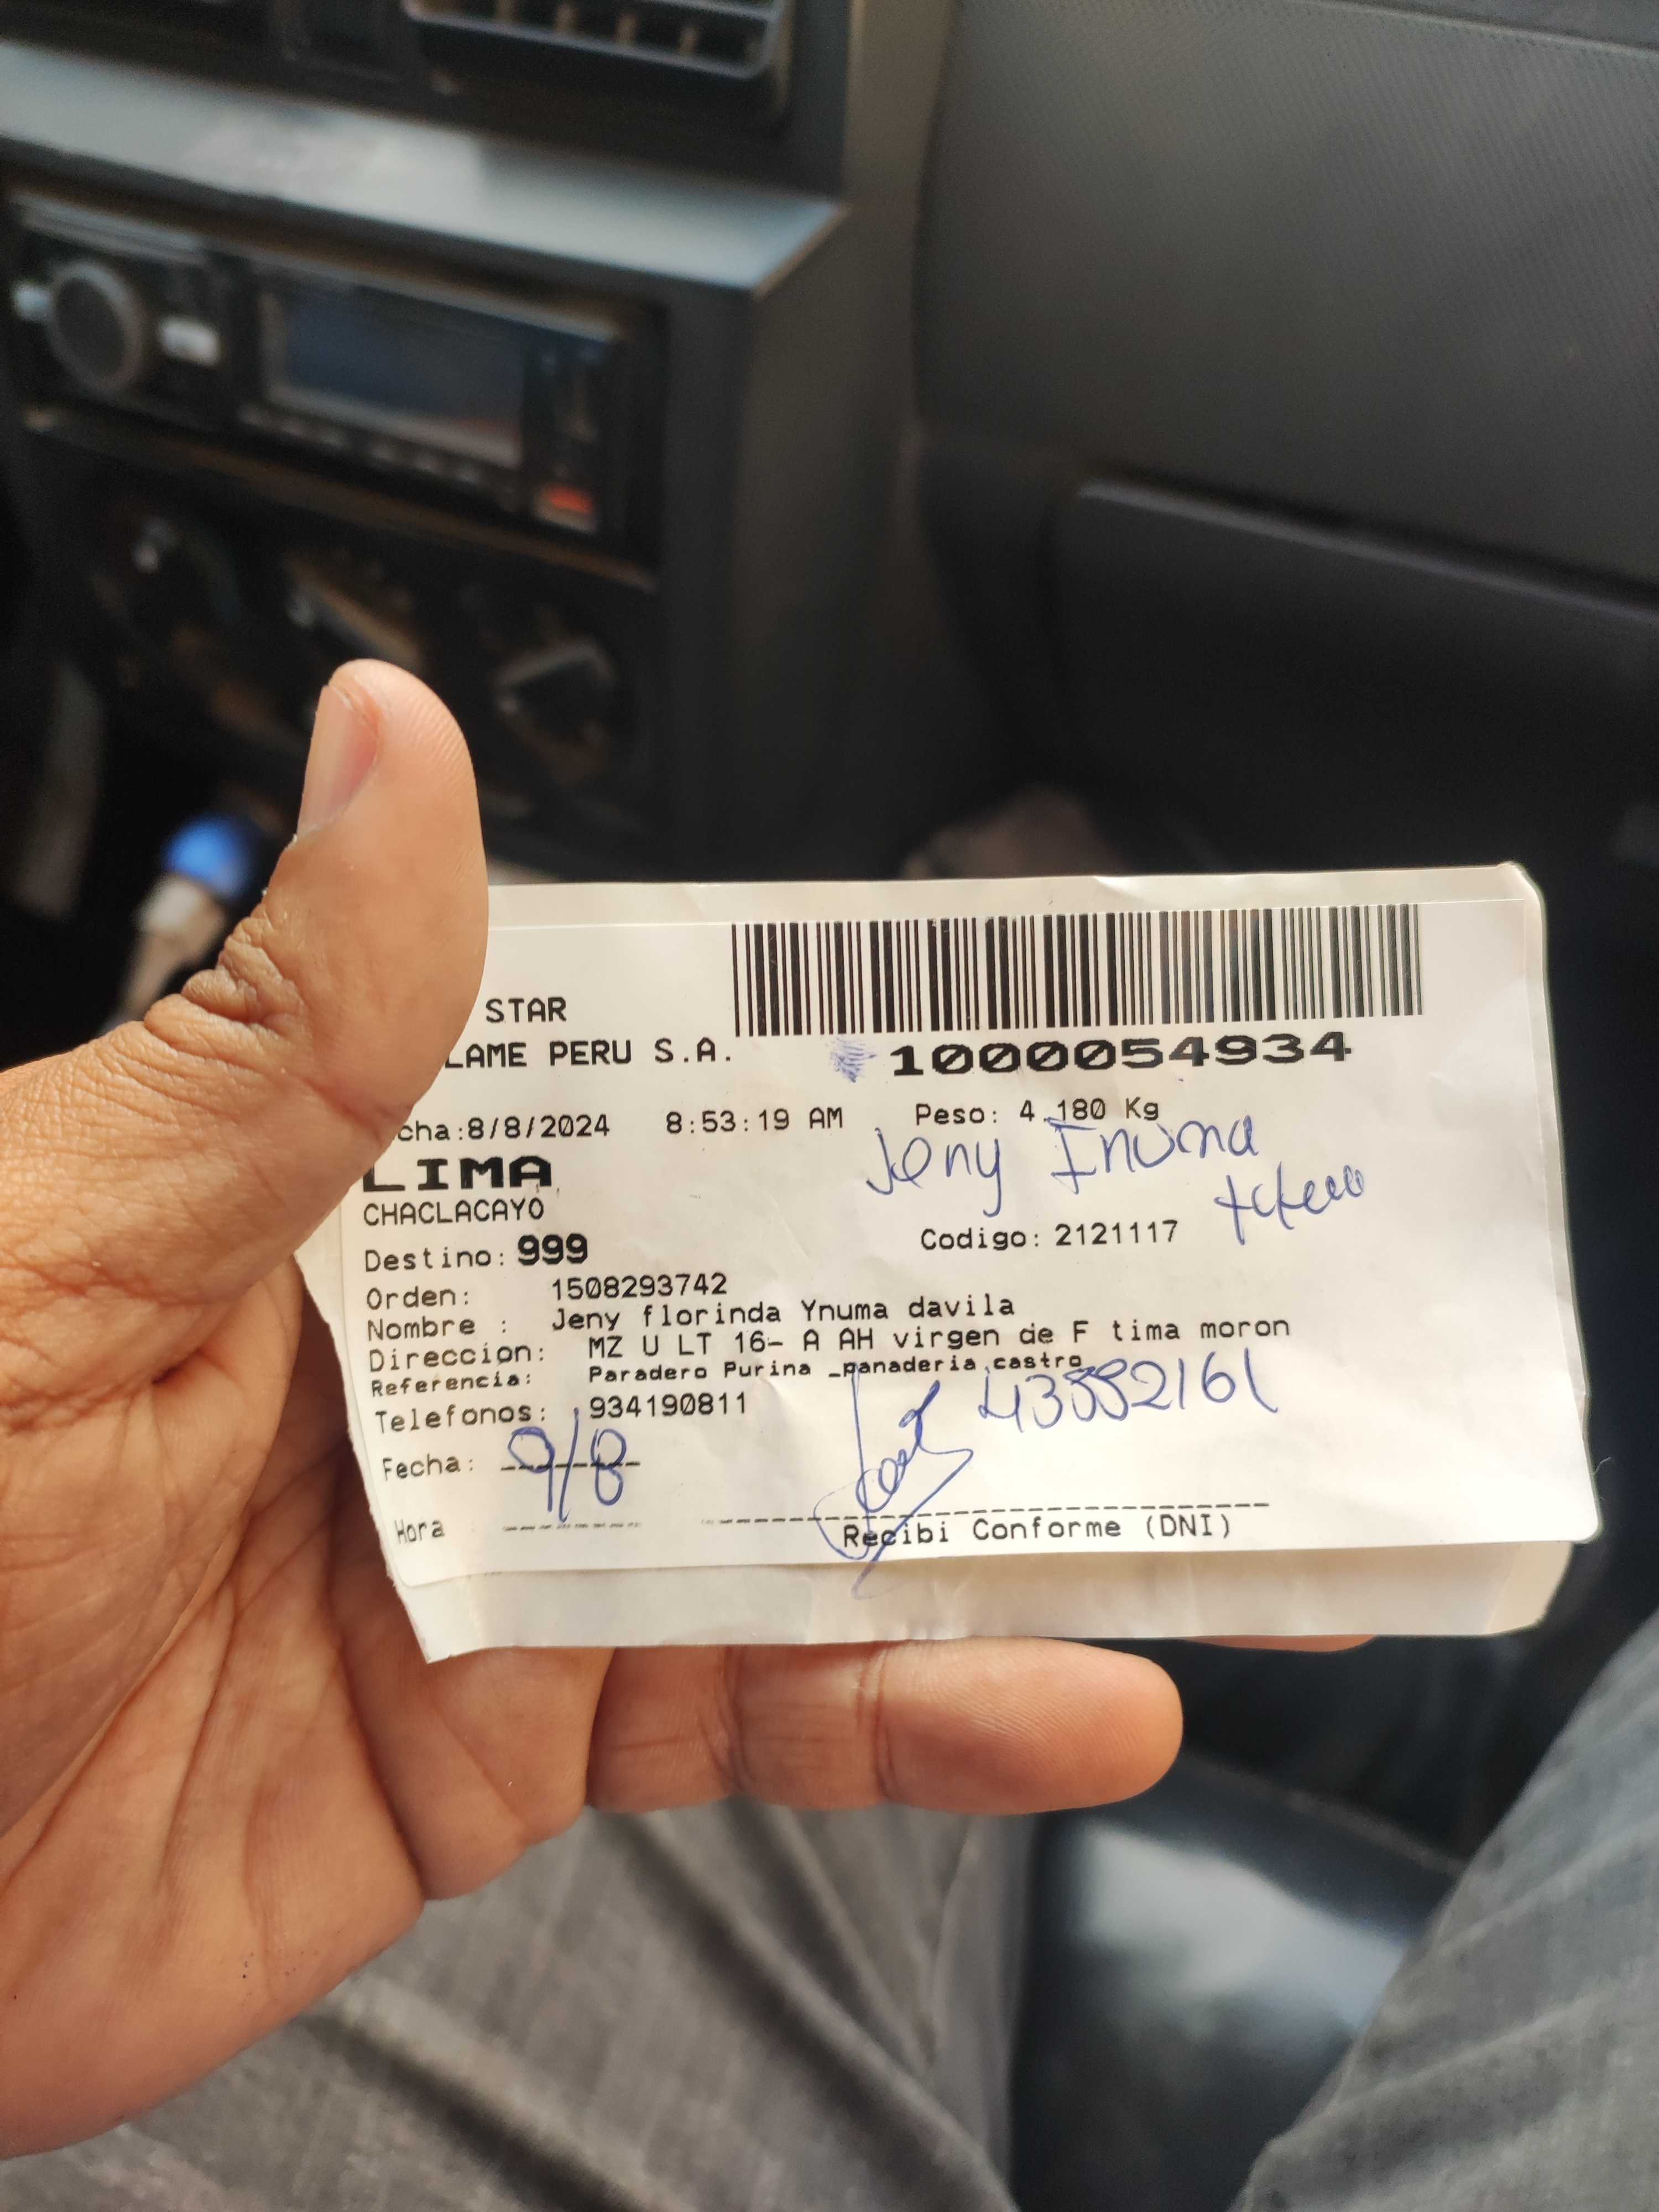 STAR
LAME PERU S.A.
1000054934
cha:8/8/2024 8:53:19 AM Peso: 4.180 Kg
Jeny Inuma
LIMA
CHACLACAYO
Codigo: 2121117
Destino: 999
Orden: 1508293742
Nombre : Jeny florinda Ynuma davila
Direccion: MZ U LT 16- A AH virgen de F tima moron
Referencia: Paradero Purina _panaderia castro
Telefonos: 934190811
Fecha: 9/8
Hora
Recibi Conforme (DNI)